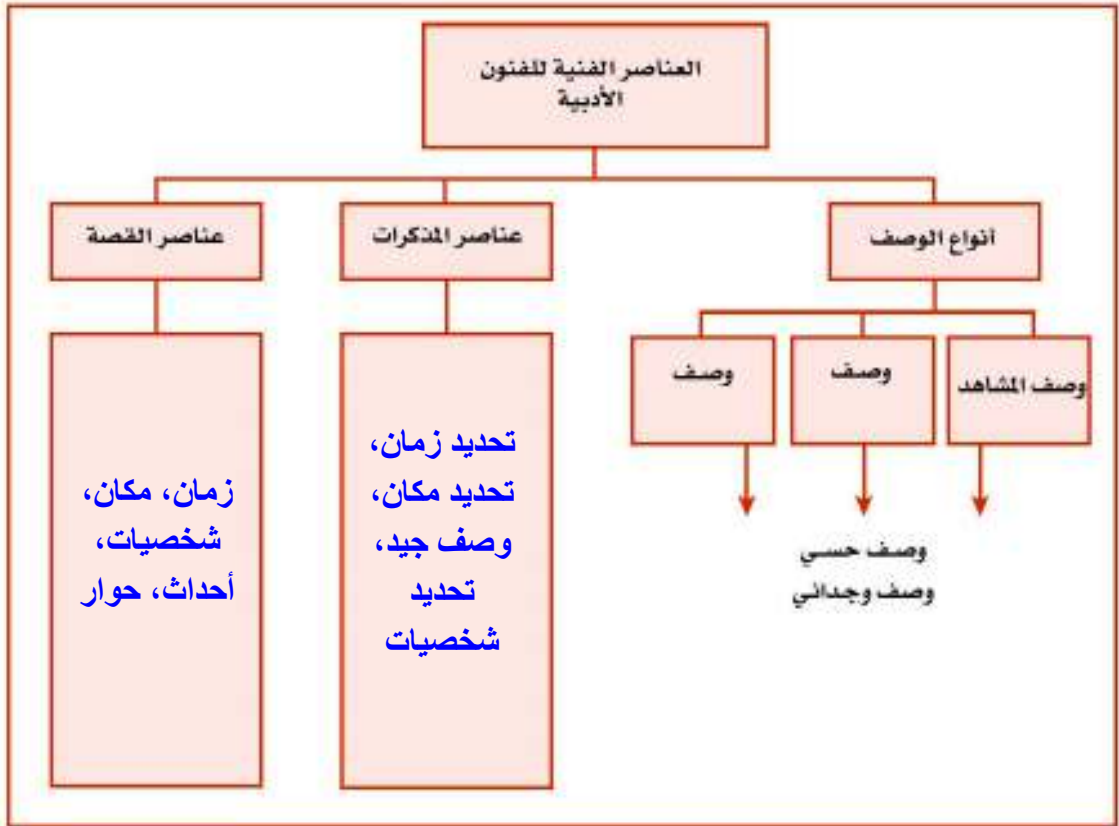 العناصر الفنية للفنون
الأدبية
أنواع الوصف
عناصر المذكرات
عناصر القصة
وصف المشاهد
وصف
وصف
وصف حسي
وصف وجداني
تحديد زمان،
تحديد مكان،
وصف جيد،
تحديد
شخصيات
زمان، مكان،
شخصيات،
أحداث، حوار